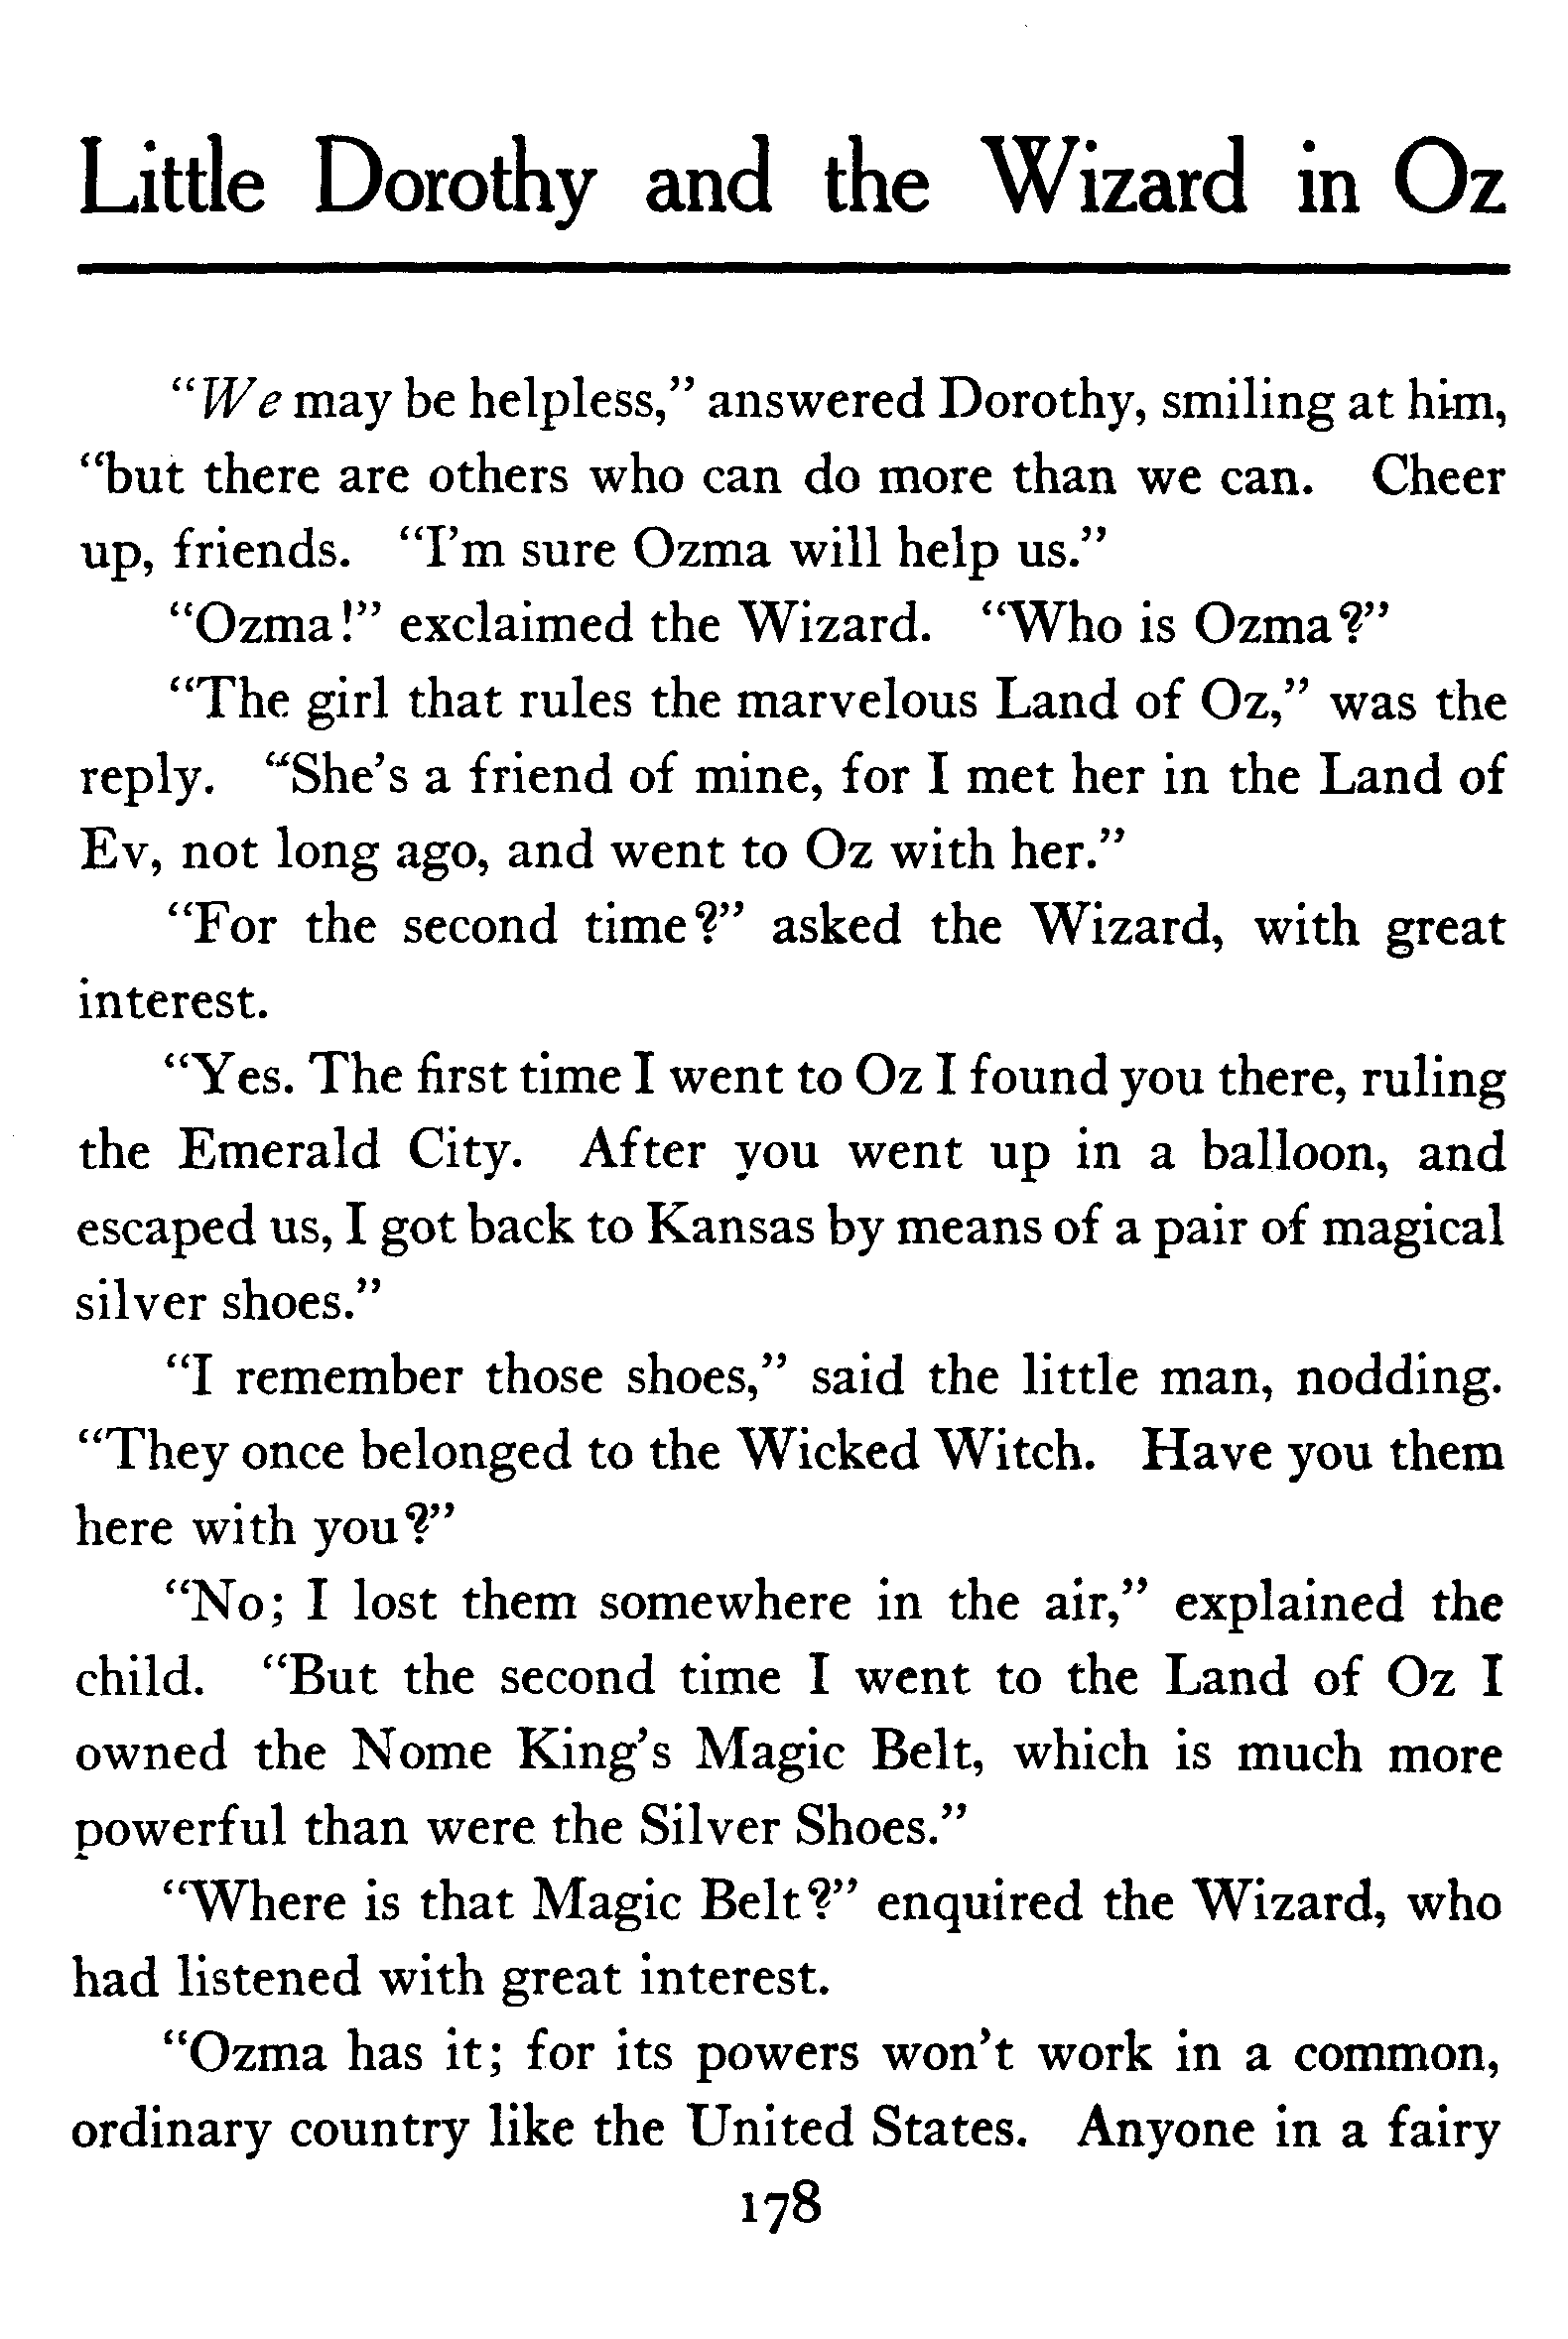 Little Dorothy and the Wizard in Oz
“We may be helpless,” answered Dorothy, smiling at him,
“but there are others who can do more than we can. Cheer
up, friends. “I’m sure Ozma will help us.”
“Ozma!” exclaimed the Wizard. “Who is Ozma?”
“The girl that rules the marvelous Land of Oz,” was the
reply. “She’s a friend of mine, for I met her in the Land of
Ev, not long ago, and went to Oz with her.”
“For the second time?” asked the Wizard, with great
interest.
“Yes. The first time I went to Oz I found you there, ruling
the Emerald City. After you went up in a balloon, and
escaped us, I got back to Kansas by means of a pair of magical
silver shoes.”
“I remember those shoes,” said the little man, nodding.
“They once belonged to the Wicked Witch. Have you them
here with you?”
“No; I lost them somewhere in the air,” explained the
child. “But the second time I went to the Land of Oz I
owned the Nome King’s Magic Belt, which is much more
powerful than were the Silver Shoes.”
“Where is that Magic Belt?” enquired the Wizard, who
had listened with great interest.
“Ozma has it; for its powers won’t work in a common,
ordinary country like the United States. Anyone in a fairy
178